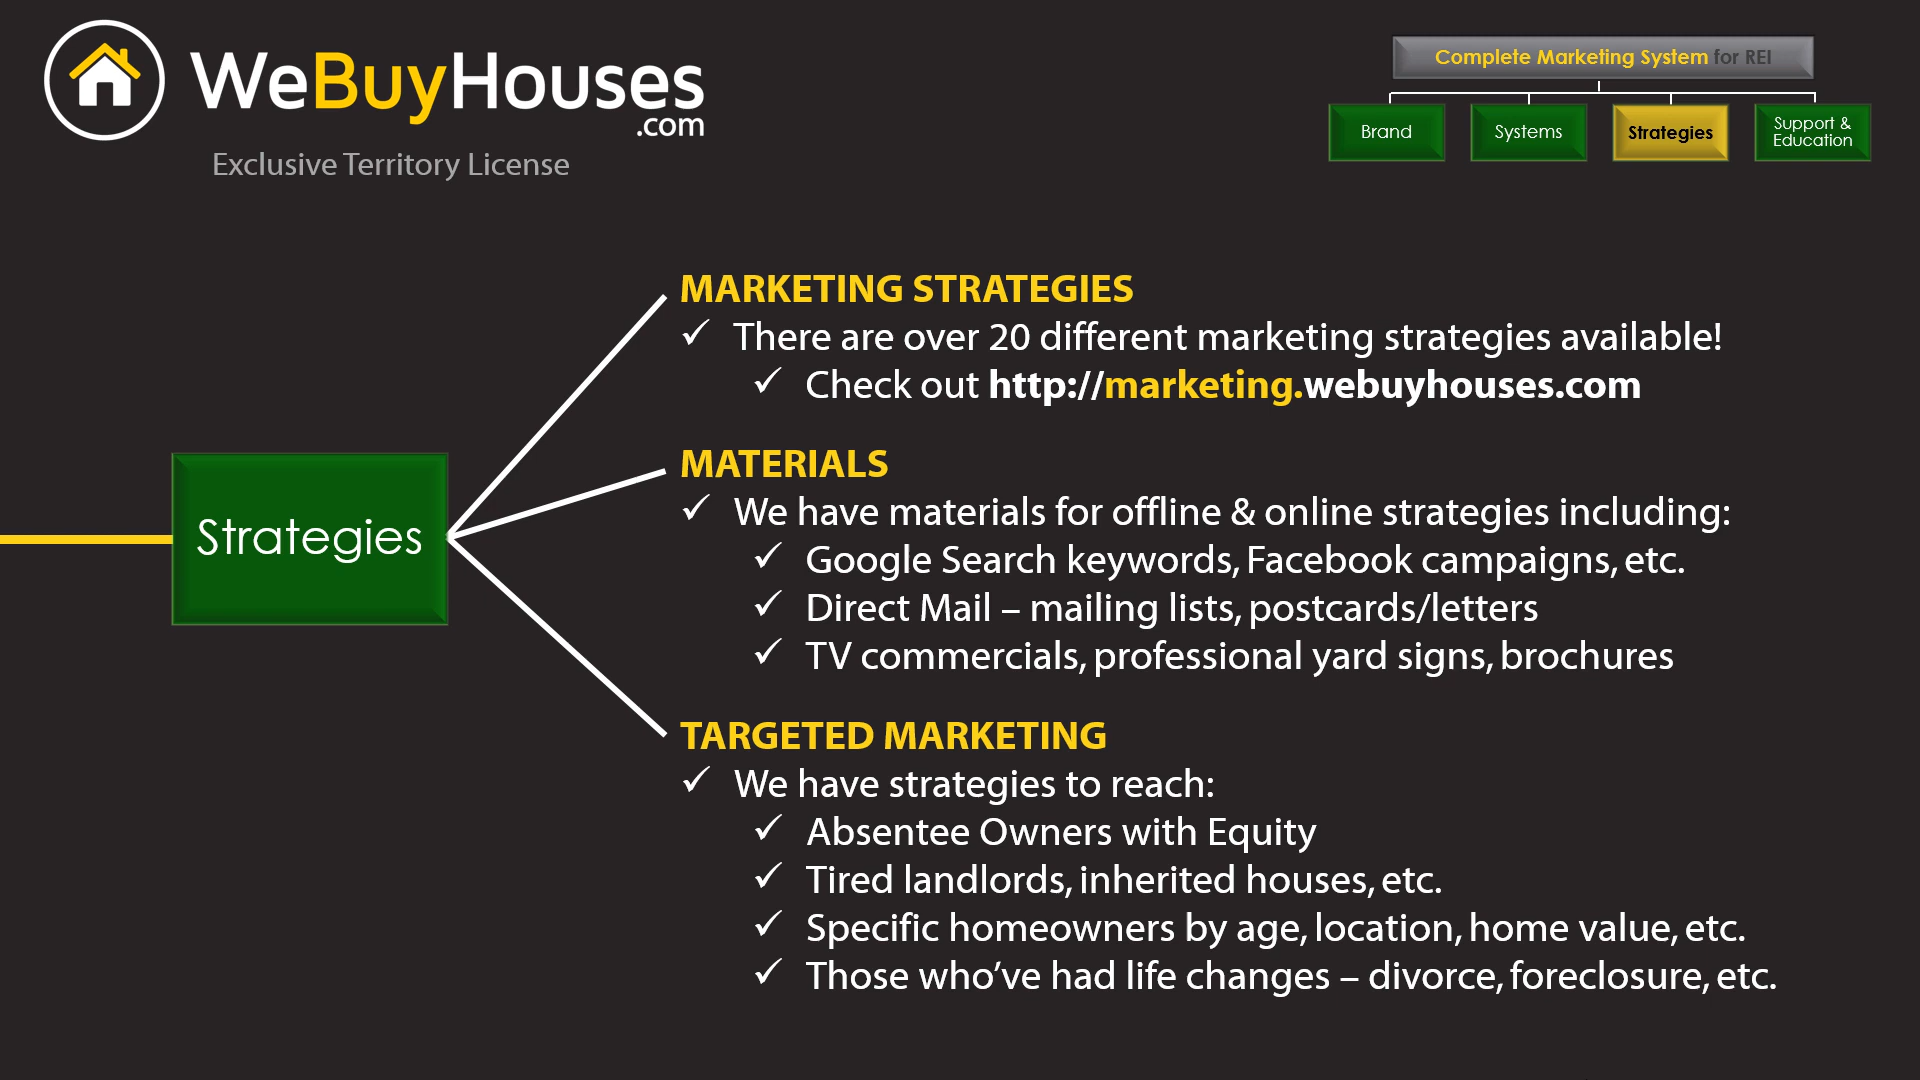 WeBuyHouses
.com
Exclusive Territory License
Complete Marketing System for REI
Brand
Systems
Strategies
Support &
Education
Strategies
MARKETING STRATEGIES
✓ There are over 20 different marketing strategies available!
✓ Check out http://marketing.webuyhouses.com
MATERIALS
✓ We have materials for offline & online strategies including:
✓ Google Search keywords, Facebook campaigns, etc.
✓ Direct Mail – mailing lists, postcards/letters
✓ TV commercials, professional yard signs, brochures
TARGETED MARKETING
✓ We have strategies to reach:
✓ Absentee Owners with Equity
✓ Tired landlords, inherited houses, etc.
✓ Specific homeowners by age, location, home value, etc.
✓ Those who’ve had life changes – divorce, foreclosure, etc.